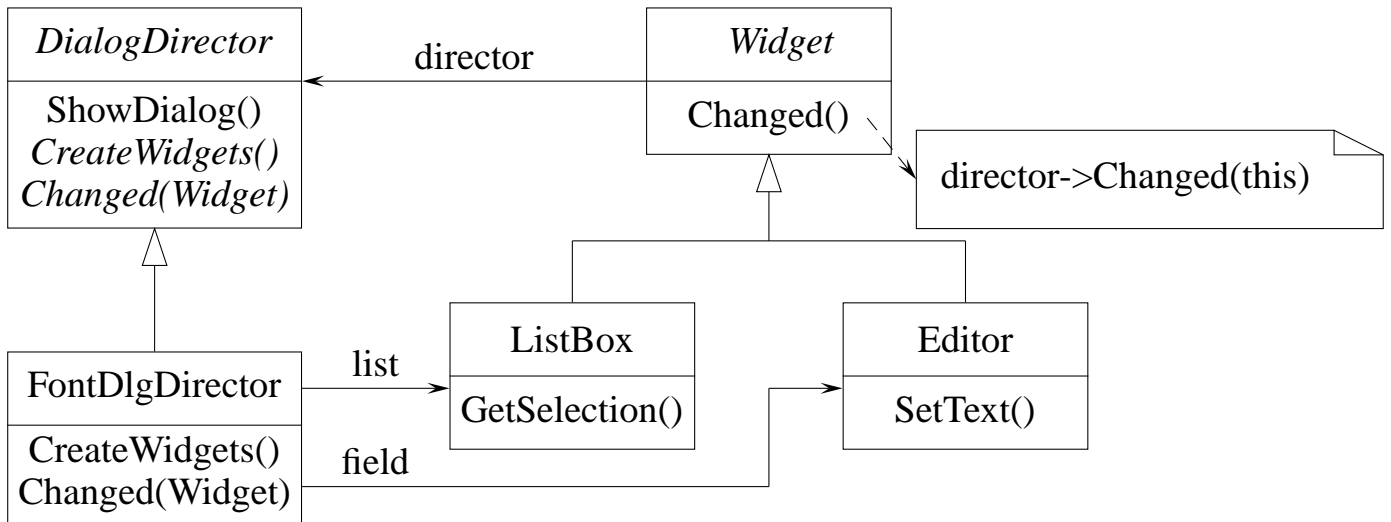 DialogDirector
ShowDialog()
CreateWidgets()
Changed(Widget)
director
Widget
Changed()
director->Changed(this)
FontDlgDirector
CreateWidgets()
Changed(Widget)
list
field
ListBox
GetSelection()
Editor
SetText()